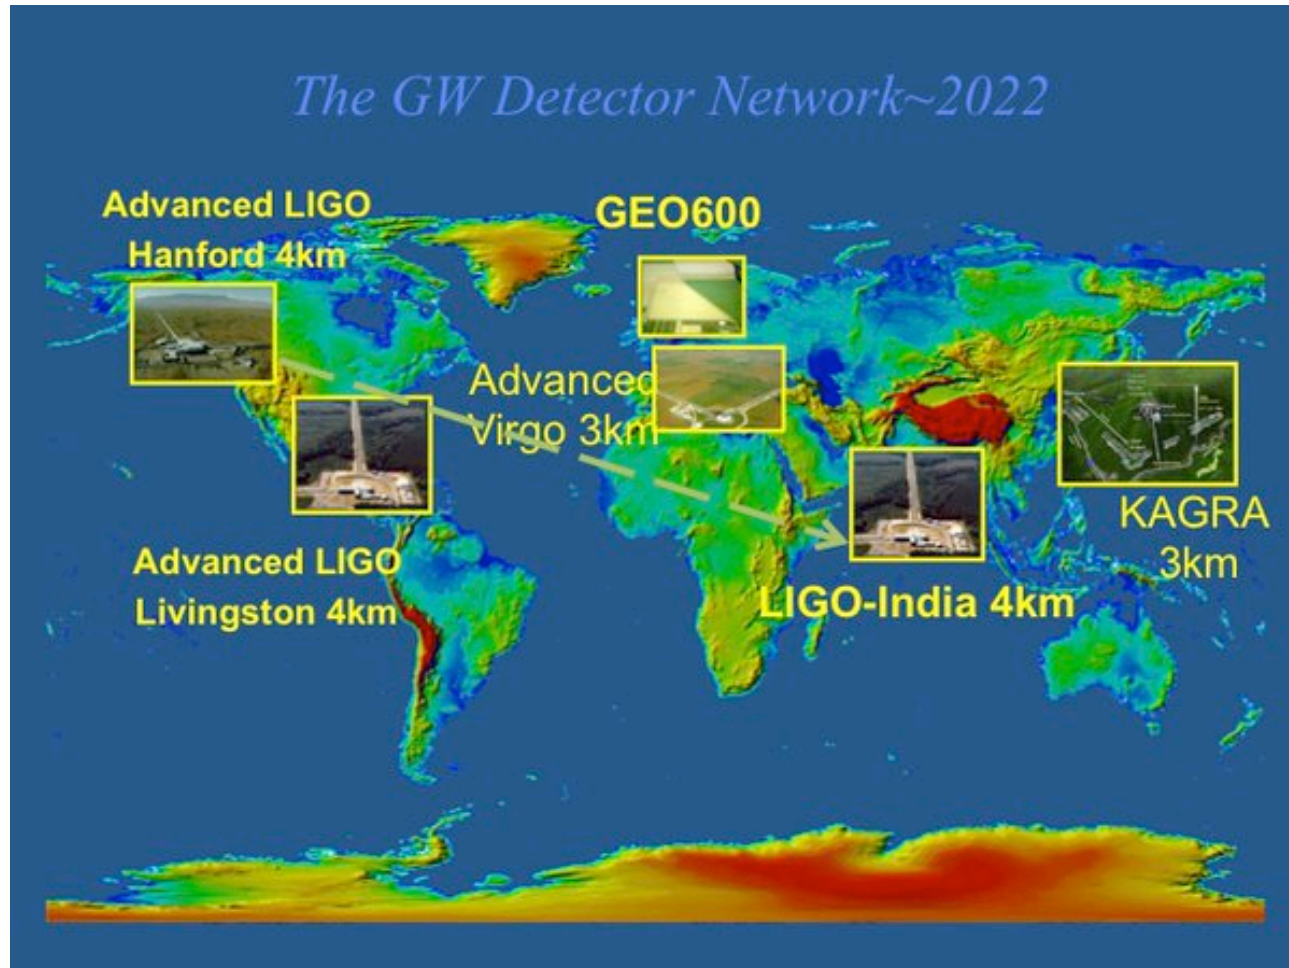 The GW Detector Network~2022
Advanced LIGO
Hanford 4km
GEO600
Advanced
Virgo 3km
KAGRA
3km
Advanced LIGO
Livingston 4km
LIGO-India 4km